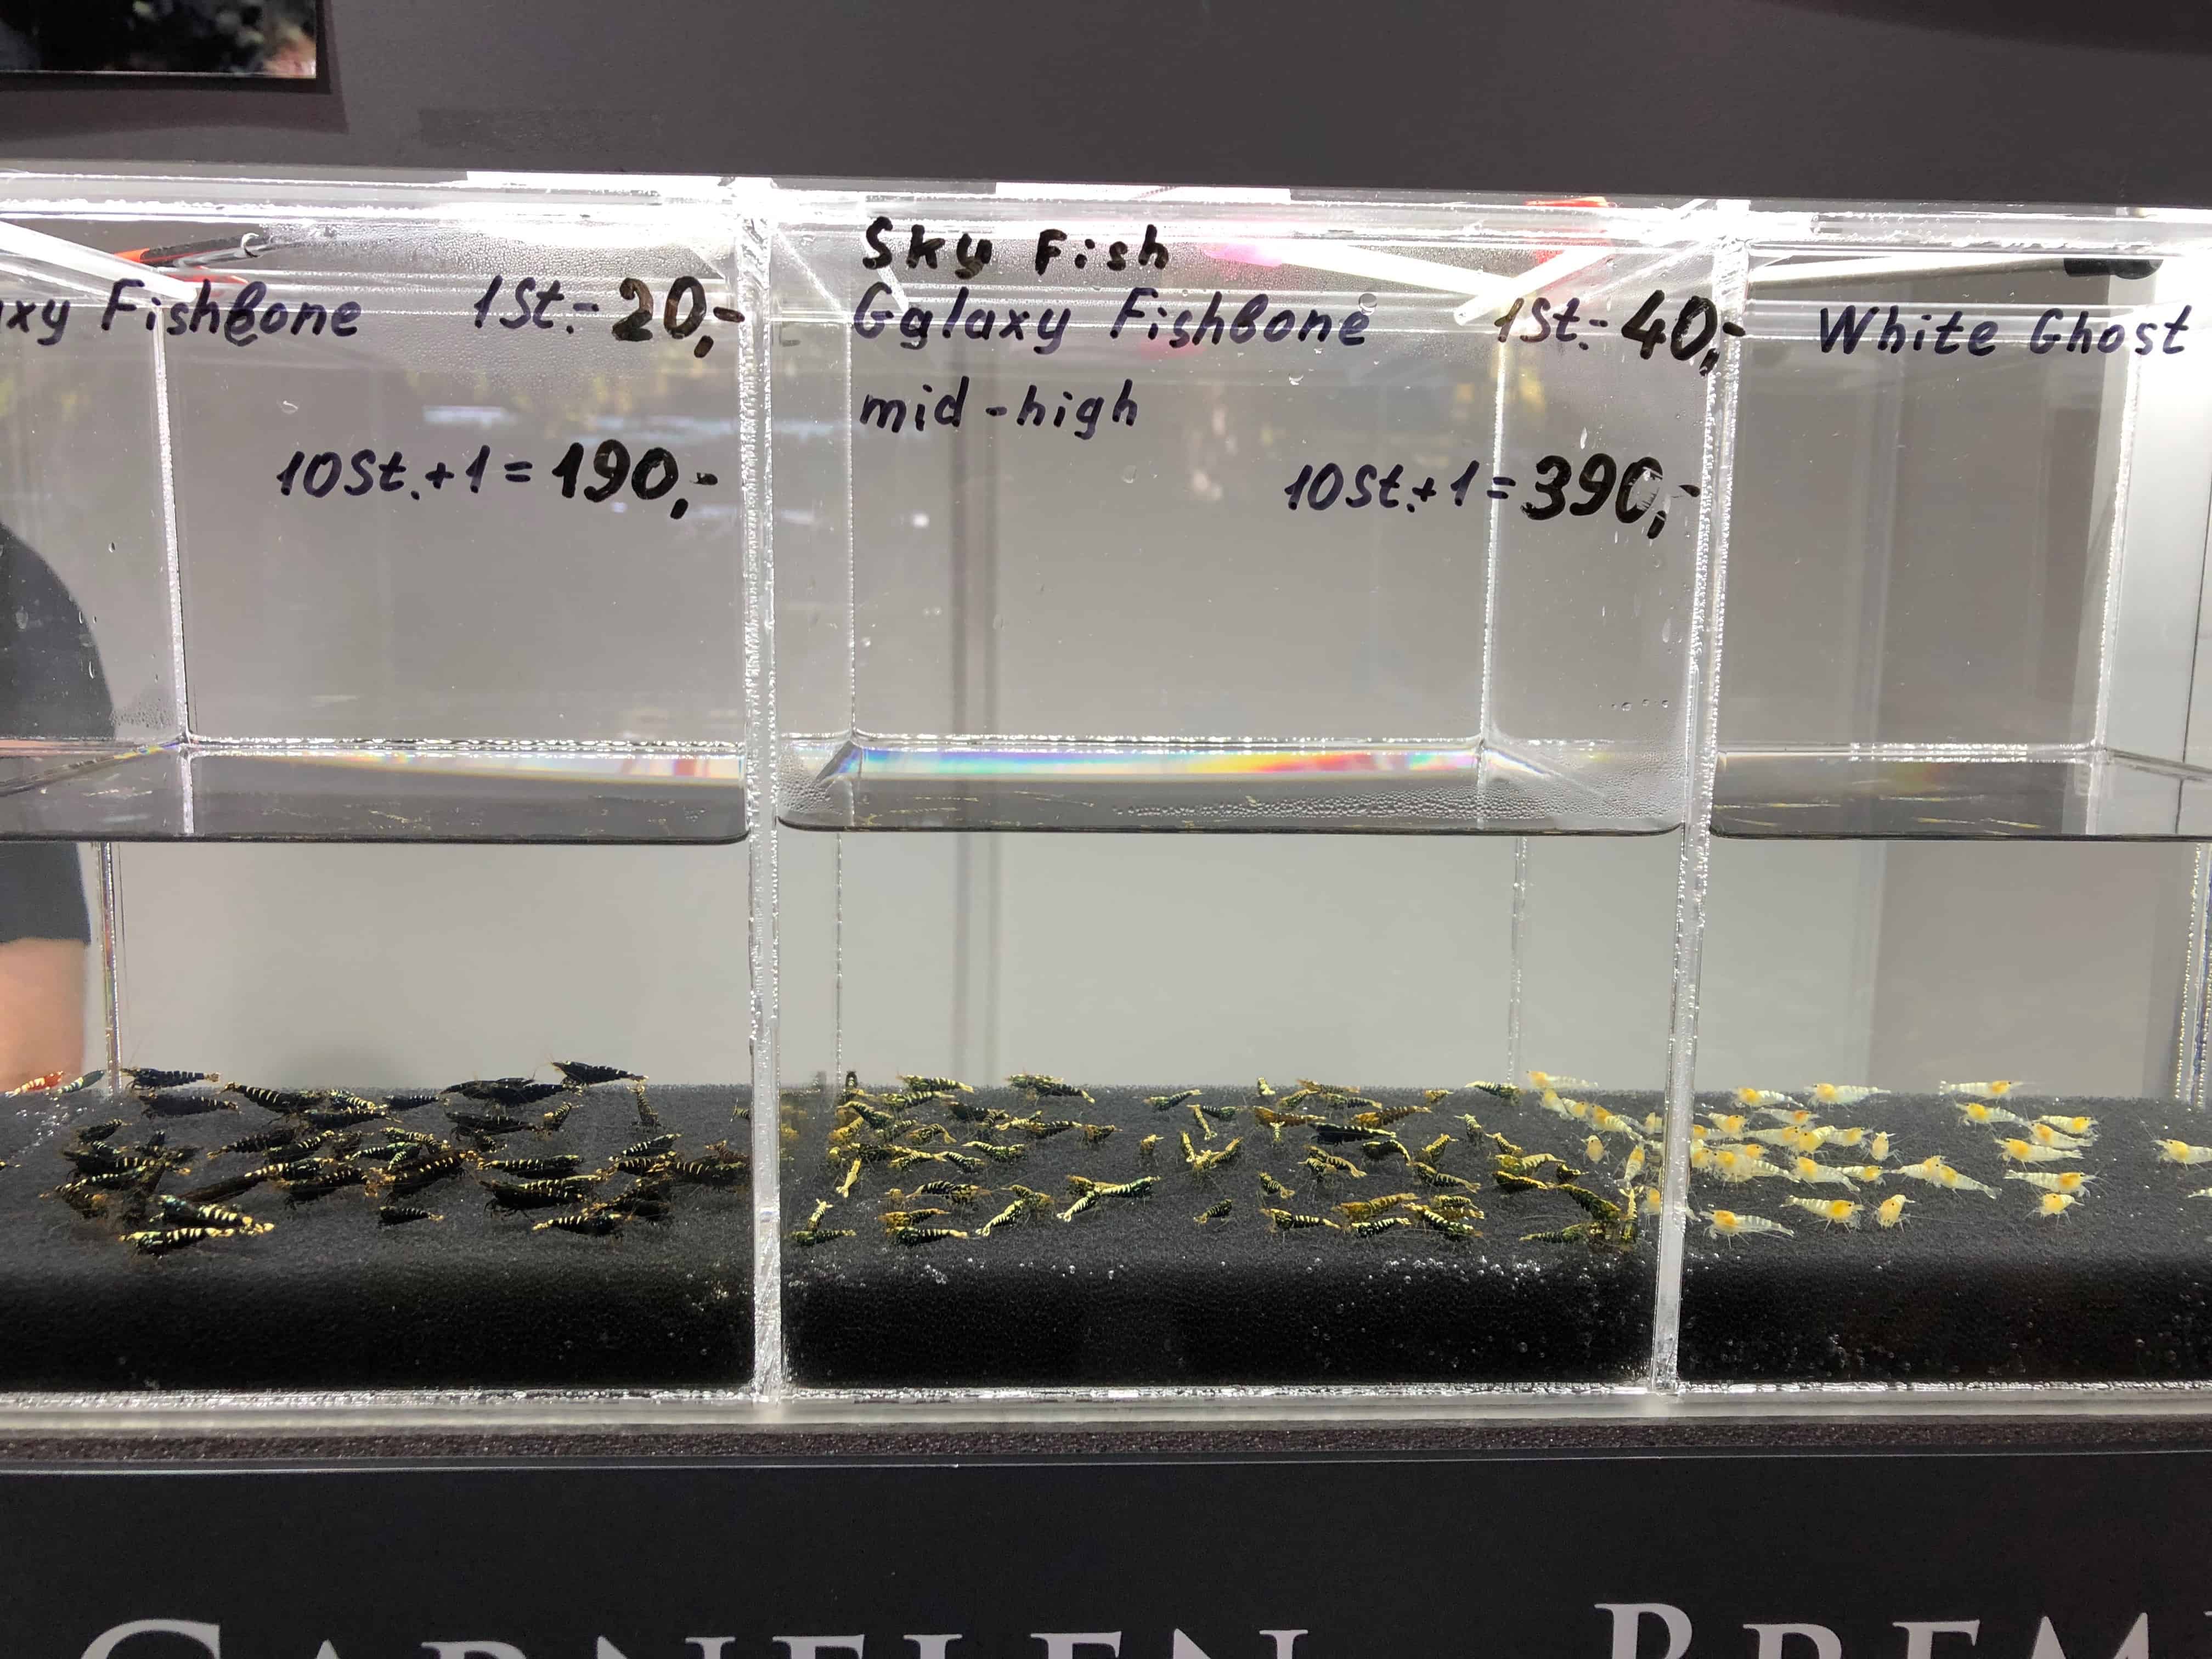 Fishbone 1St.- 20,-
10St.+1=190,-
Sky Fish
Galaxy Fishbone 1St.- 40,-
mid-high
10St.+1=390,-
White Ghost
GARNELEN